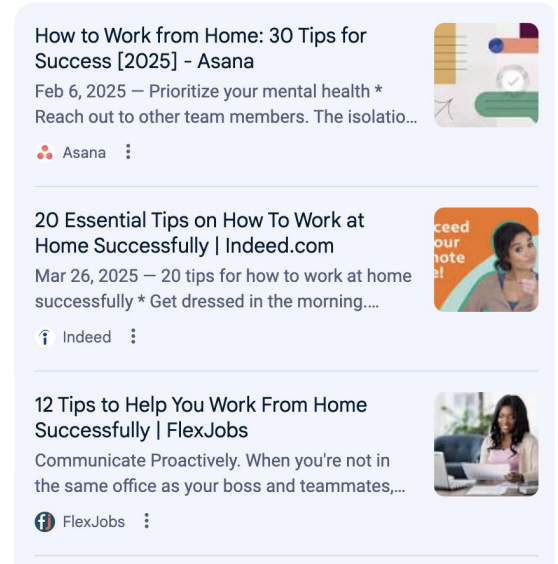 How to Work from Home: 30 Tips for
Success [2025] - Asana
Feb 6, 2025 — Prioritize your mental health *
Reach out to other team members. The isolatio...
Asana
20 Essential Tips on How To Work at
Home Successfully | Indeed.com
Mar 26, 2025 — 20 tips for how to work at home
successfully * Get dressed in the morning....
Indeed
ceed
our
note
e!
12 Tips to Help You Work From Home
Successfully | FlexJobs
Communicate Proactively. When you're not in
the same office as your boss and teammates,...
FlexJobs